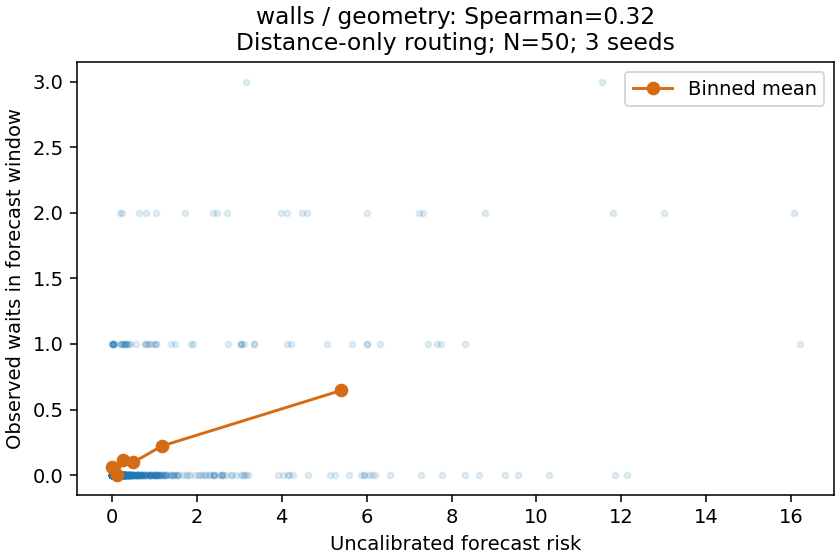 walls / geometry: Spearman=0.32
Distance-only routing; N=50; 3 seeds
Binned mean
Observed waits in forecast window
3.0
2.5
2.0
1.5
1.0
0.5
0.0
0 2 4 6 8 10 12 14 16
Uncalibrated forecast risk